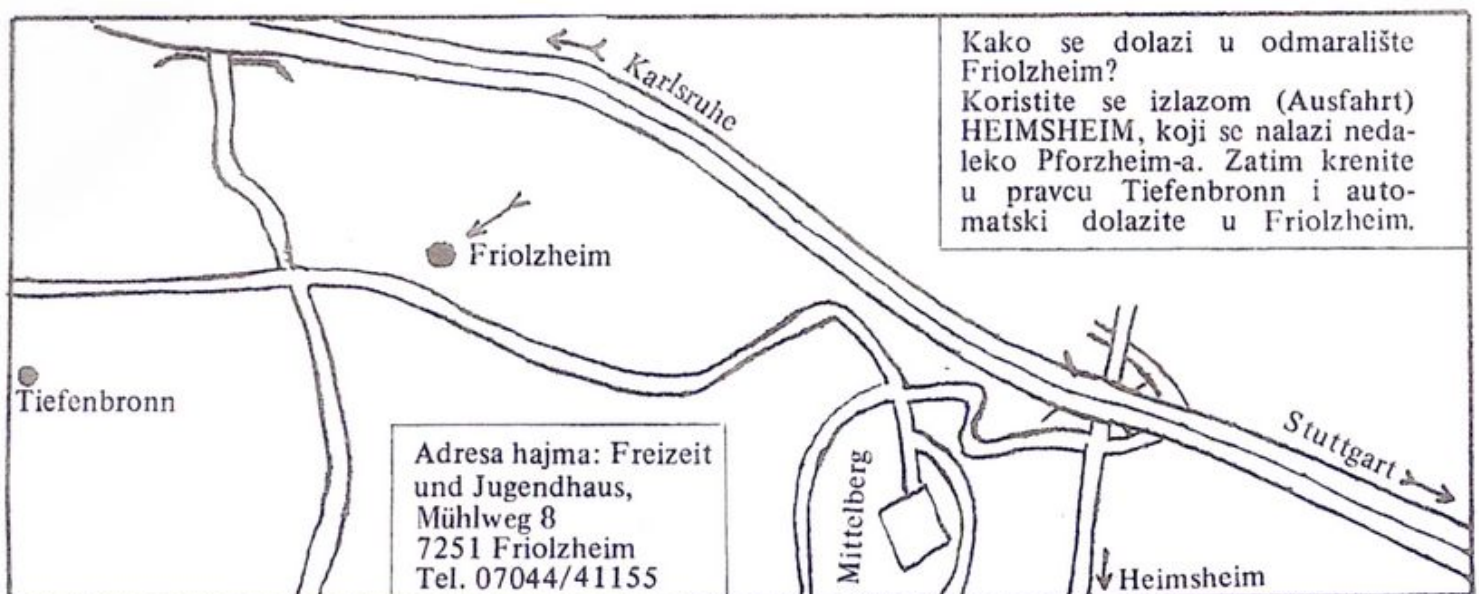 Karlsruhe
Kako se dolazi u odmaralište
Friolzheim?
Koristite se izlazom (Ausfahrt)
HEIMSHEIM, koji se nalazi neda-
leko Pforzheim-a. Zatim krenite
u pravcu Tiefenbronn i auto-
matski dolazite u Friolzheim.
Friolzheim
Tiefenbronn
Stuttgart
Adresa hajma: Freizeit
und Jugendhaus,
Mühlweg 8
7251 Friolzheim
Tel. 07044/41155
Mittelberg
Heimsheim